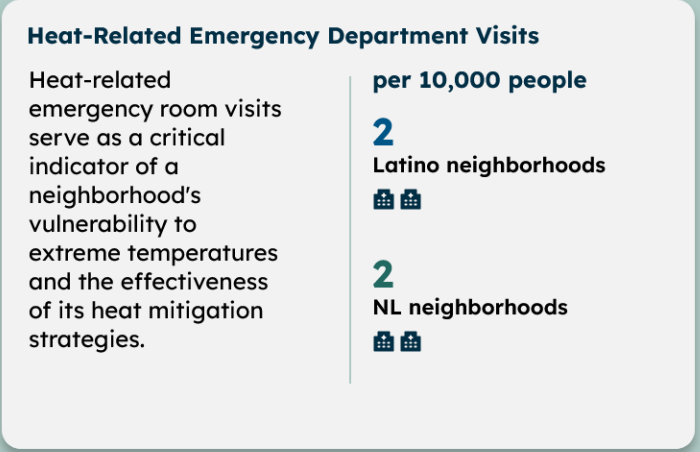 Heat-Related Emergency Department Visits
Heat-related
emergency room visits
serve as a critical
indicator of a
neighborhood's
vulnerability to
extreme temperatures
and the effectiveness
of its heat mitigation
strategies.
per 10,000 people
2
Latino neighborhoods
2
NL neighborhoods